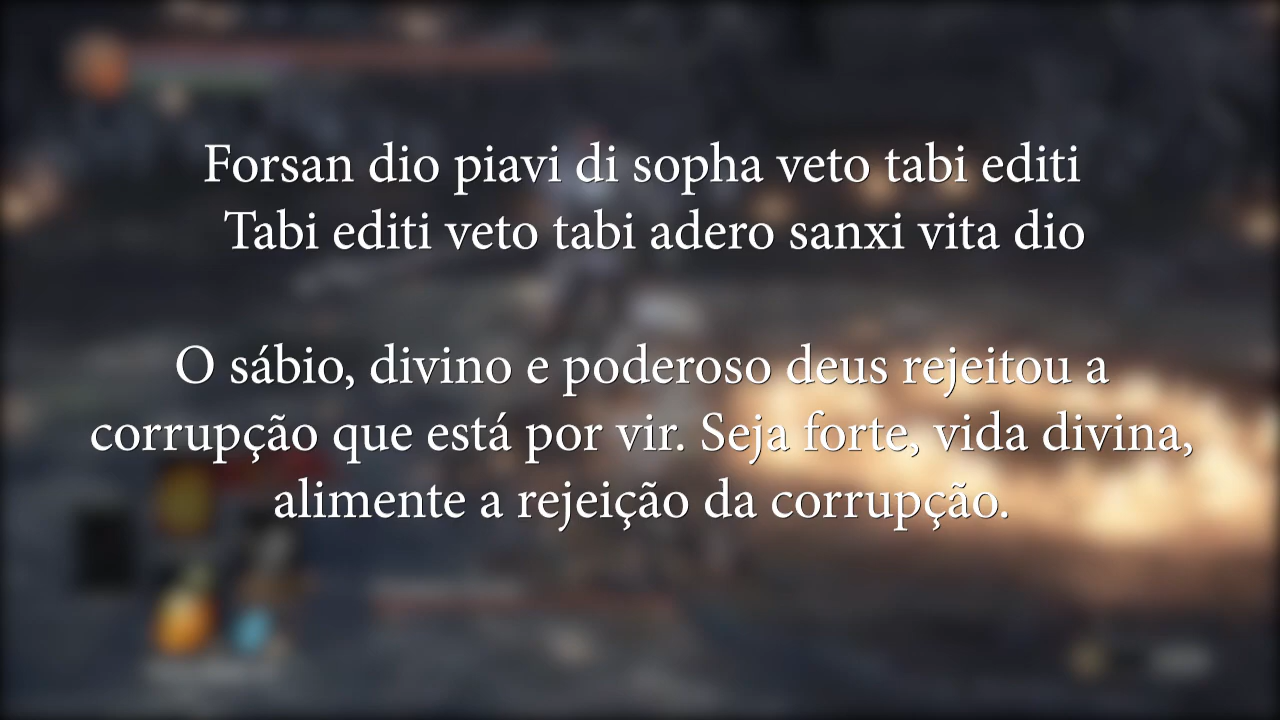 Forsan dio piavi di sopha veto tabi editi
Tabi editi veto tabi adero sanxi vita dio
O sábio, divino e poderoso deus rejeitou a
corrupção que está por vir. Seja forte, vida divina,
alimente a rejeição da corrupção.